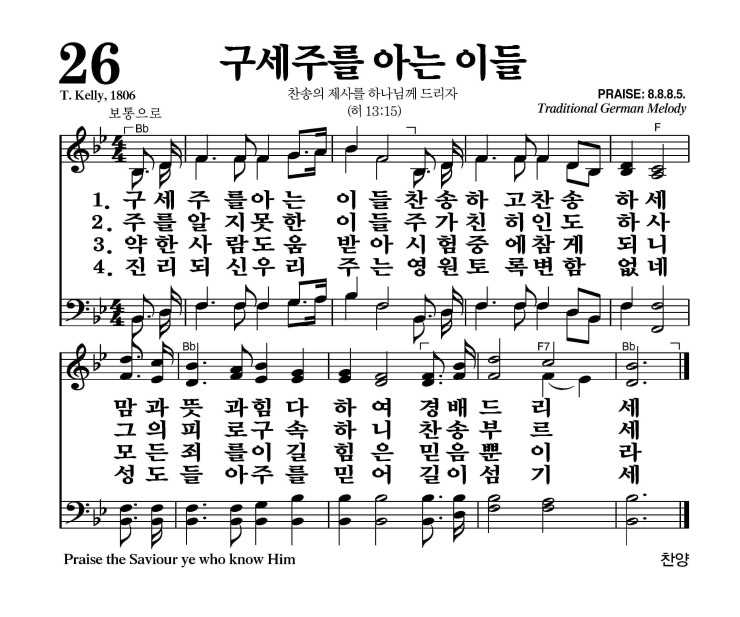 26
구세주를 아는 이들
T. Kelly, 1806
찬송의 제사를 하나님께 드리자
PRAISE: 8.8.8.5.
보통으로
(히 13:15)
Traditional German Melody
Bb F
4 4
1. 구 세 주 를아 는 이 들 찬 송 하 고찬 송 하 세
2. 주 를 알 지못 한 이 들 주 가 친 히인 도 하 사
3. 약 한 사 람도 움 받 아 시 험 중 에참 게 되 니
4. 진 리 되 신우 리 주 는 영 원 토 록변 함 없 네
4 4
Bb Bb F7 Bb
맘 과 뜻 과힘 다 하 여 경 배 드 리 세
그 의 피 로구 속 하 니 찬 송 부 르 세
모 든 죄 를이 길 힘 은 믿 음 뿐 이 라
성 도 들 아주 를 믿 어 길 이 섬 기 세
Praise the Saviour ye who know Him
찬양